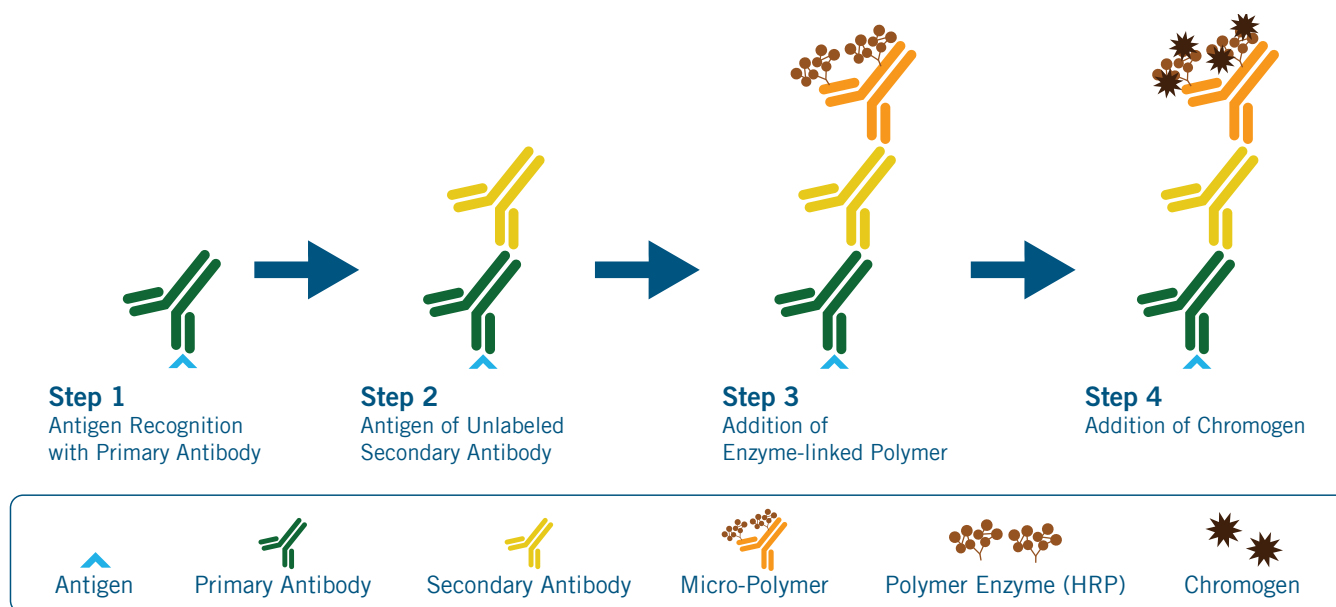 Step 1
Antigen Recognition
with Primary Antibody
Step 2
Antigen of Unlabeled
Secondary Antibody
Step 3
Addition of
Enzyme-linked Polymer
Step 4
Addition of Chromogen
Antigen
Primary Antibody
Secondary Antibody
Micro-Polymer
Polymer Enzyme (HRP)
Chromogen